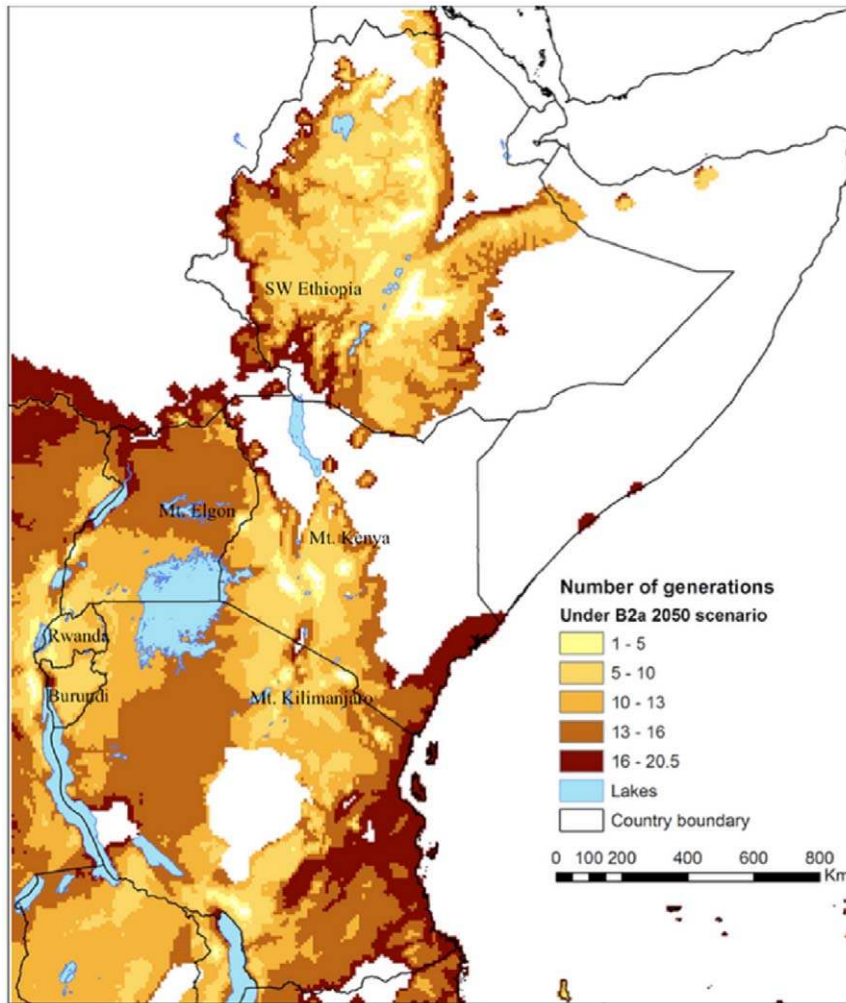 SW Ethiopia
Mt. Elgon
Mt. Kenya
Rwanda
Burundi
Mt. Kilimanjaro
Number of generations
Under B2a 2050 scenario
1 - 5
5 - 10
10 - 13
13 - 16
16 - 20.5
Lakes
Country boundary
0 100 200 400 600 800
Km